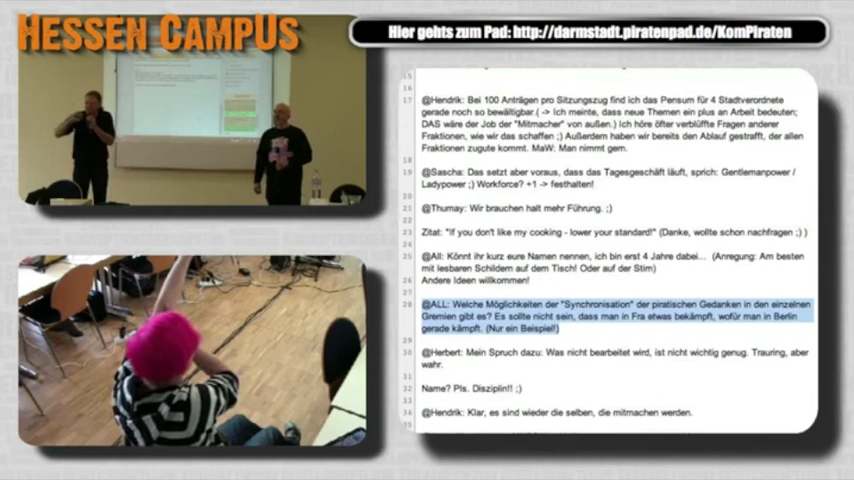 HESSEN CAMPUS
Hier gehts zum Pad: http://darmstadt.piratenpad.de/KomPiraten
15
16
17 @Hendrik: Bei 100 Anträgen pro Sitzungszug find ich das Pensum für 4 Stadtverordnete
gerade noch so bewältigbar.( -> Ich meinte, dass neue Themen ein plus an Arbeit bedeuten;
DAS wäre der Job der "Mitmacher" von außen.) Ich höre öfter verblüffte Fragen anderer
Fraktionen, wie wir das schaffen ;) Außerdem haben wir bereits den Ablauf gestrafft, der allen
Fraktionen zugute kommt. MaW: Man nimmt gern.
18
19 @Sascha: Das setzt aber voraus, dass das Tagesgeschäft läuft, sprich: Gentlemanpower /
Ladypower ;) Workforce? +1 -> festhalten!
20
21 @Thumay: Wir brauchen halt mehr Führung. ;)
22
23 Zitat: "If you don't like my cooking - lower your standard!" (Danke, wollte schon nachfragen ;) )
24
25 @All: Könnt ihr kurz eure Namen nennen, ich bin erst 4 Jahre dabei... (Anregung: Am besten
mit lesbaren Schildern auf dem Tisch! Oder auf der Stirn)
26 Andere Ideen willkommen!
27
28 @ALL: Welche Möglichkeiten der "Synchronisation" der piratischen Gedanken in den einzelnen
Gremien gibt es? Es sollte nicht sein, dass man in Fra etwas bekämpft, wofür man in Berlin
gerade kämpft. (Nur ein Beispiel!)
29
30 @Herbert: Mein Spruch dazu: Was nicht bearbeitet wird, ist nicht wichtig genug. Trauring, aber
wahr.
31
32 Name? Pls. Disziplin!! ;)
33
34 @Hendrik: Klar, es sind wieder die selben, die mitmachen werden.